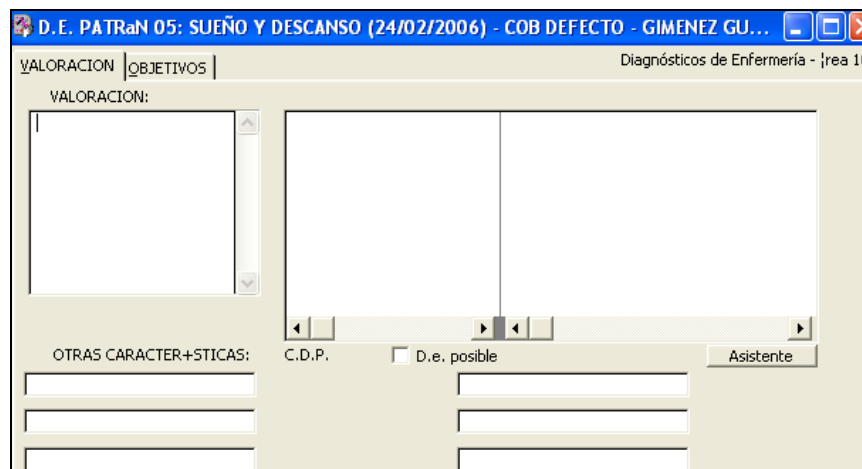 D.E. PATRaN 05: SUEÑO Y DESCANSO (24/02/2006) - COB DEFECTO - GIMENEZ GU...
VALORACION OBJETIVOS
Diagnósticos de Enfermería - ¦rea 1
VALORACION:
OTRAS CARACTER+STICAS:
C.D.P.
D.e. posible
Asistente